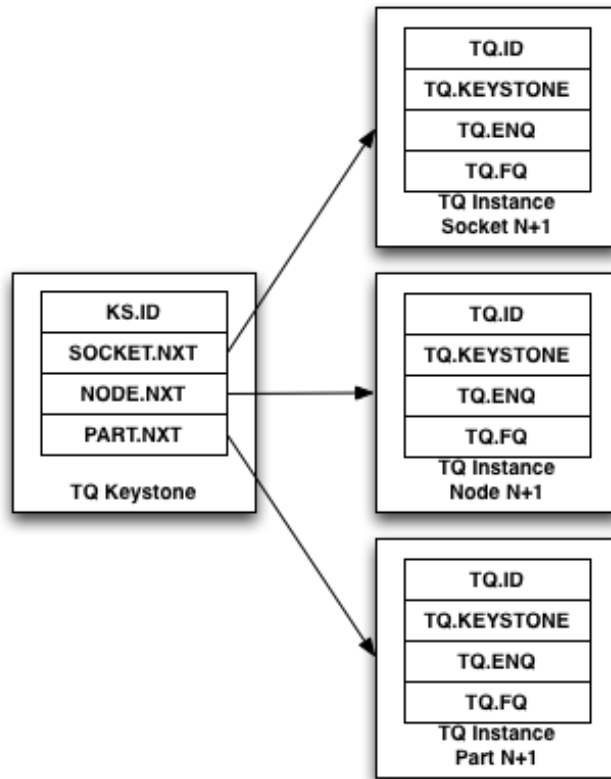 TQ.ID
TQ.KEYSTONE
TQ.ENQ
TQ.FQ
TQ Instance
Socket N+1
KS.ID
SOCKET.NXT
NODE.NXT
PART.NXT
TQ Keystone
TQ.ID
TQ.KEYSTONE
TQ.ENQ
TQ.FQ
TQ Instance
Node N+1
TQ.ID
TQ.KEYSTONE
TQ.ENQ
TQ.FQ
TQ Instance
Part N+1